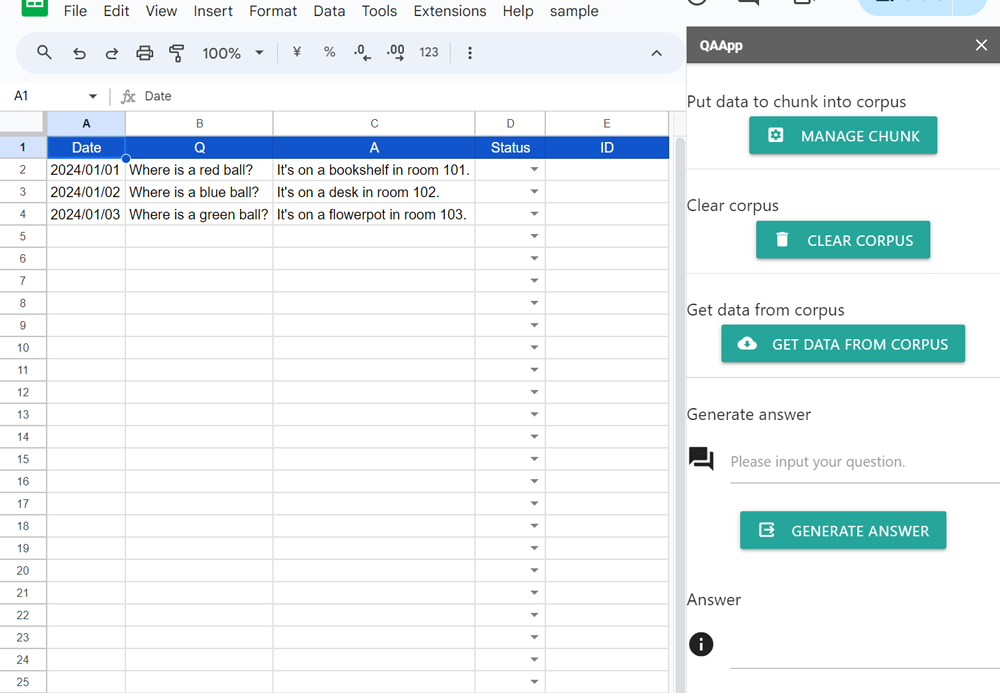 File Edit View Insert Format Data Tools Extensions Help sample
100% ¥ % .0 .00 123
A1 fx Date
A B C D E
1 Date Q A Status ID
2 2024/01/01 Where is a red ball? It's on a bookshelf in room 101.
3 2024/01/02 Where is a blue ball? It's on a desk in room 102.
4 2024/01/03 Where is a green ball? It's on a flowerpot in room 103.
5
6
7
8
9
10
11
12
13
14
15
16
17
18
19
20
21
22
23
24
25
QAApp
Put data to chunk into corpus
MANAGE CHUNK
Clear corpus
CLEAR CORPUS
Get data from corpus
GET DATA FROM CORPUS
Generate answer
Please input your question.
GENERATE ANSWER
Answer